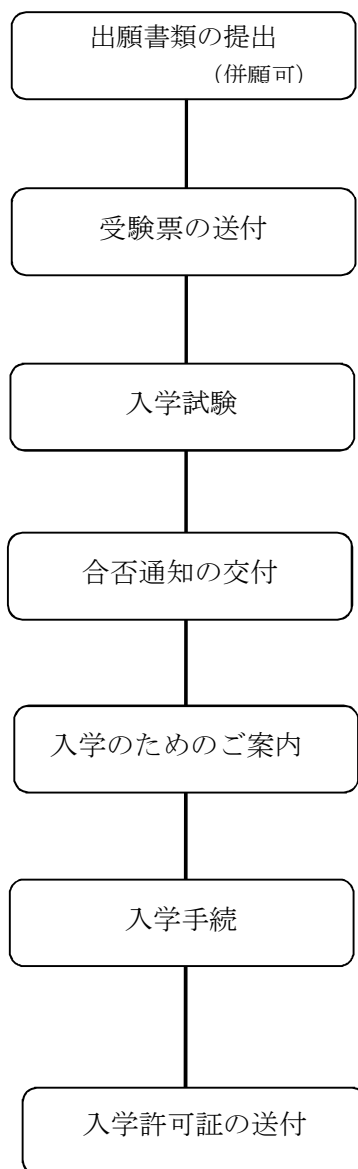 出願書類の提出
（併願可）
受験票の送付
入学試験
合否通知の交付
入学のためのご案内
入学手続
入学許可証の送付